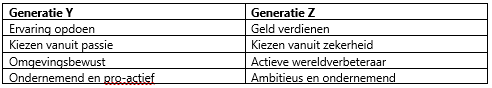 Generatie Y Generatie Z
Ervaring opdoen Geld verdienen
Kiezen vanuit passie Kiezen vanuit zekerheid
Omgevingsbewust Actieve wereldverbeteraar
Ondernemend en pro-actief Ambitieus en ondernemend